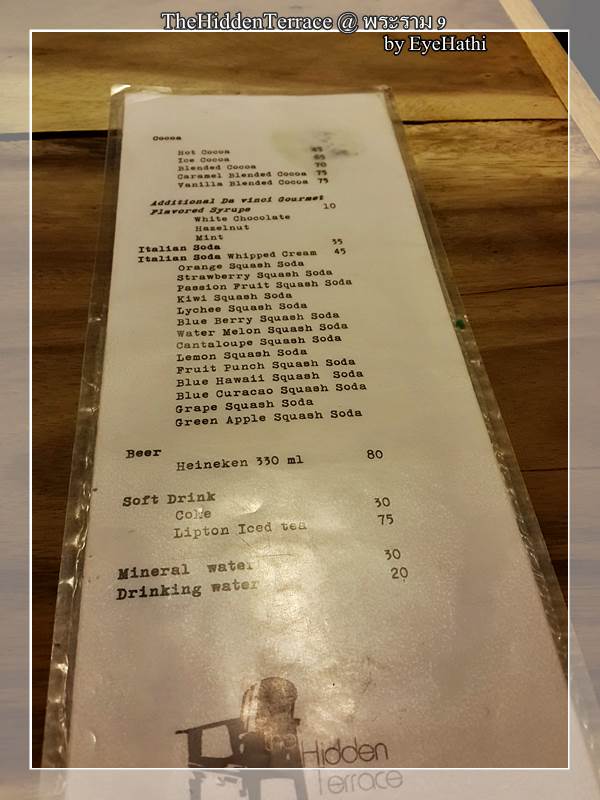 TheHiddenTerrace @ พระราม 9
by EyeHathi
Cocoa
Hot Cocoa 45
Ice Cocoa 65
Blended Cocoa 70
Caramel Blended Cocoa 75
Vanilla Blended Cocoa 75
Additional Da vinci Gourmet
Flavored Syrups 10
White Chocolate
Hazelnut
Mint
Italian Soda 35
Italian Soda Whipped Cream 45
Orange Squash Soda
Strawberry Squash Soda
Passion Fruit Squash Soda
Kiwi Squash Soda
Lychee Squash Soda
Blue Berry Squash Soda
Water Melon Squash Soda
Cantaloupe Squash Soda
Lemon Squash Soda
Fruit Punch Squash Soda
Blue Hawaii Squash Soda
Blue Curacao Squash Soda
Grape Squash Soda
Green Apple Squash Soda
Beer
Heineken 330 ml 80
Soft Drink
Coke 30
Lipton Iced tea 75
Mineral water 30
Drinking water 20
Hidden
Terrace